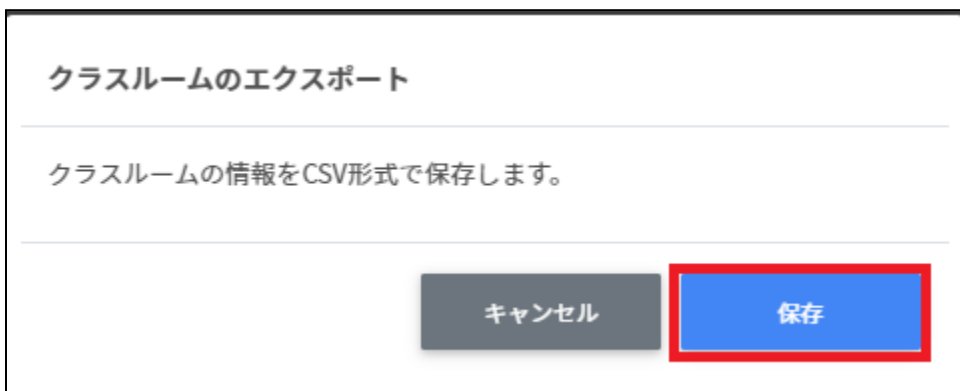 クラスルームのエクスポート
クラスルームの情報をCSV形式で保存します。
キャンセル
保存